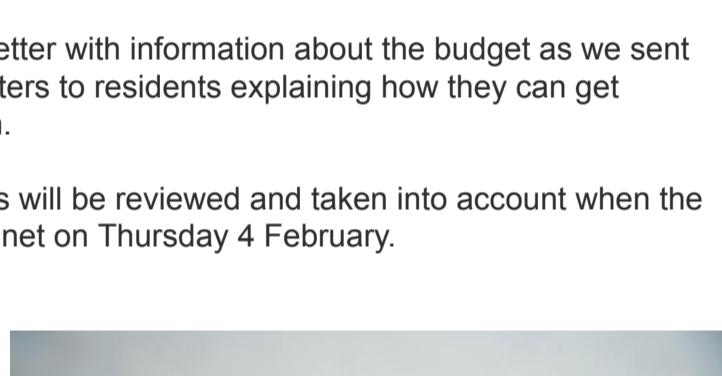 etter with information about the budget as we sent
ters to residents explaining how they can get
.
s will be reviewed and taken into account when the
net on Thursday 4 February.